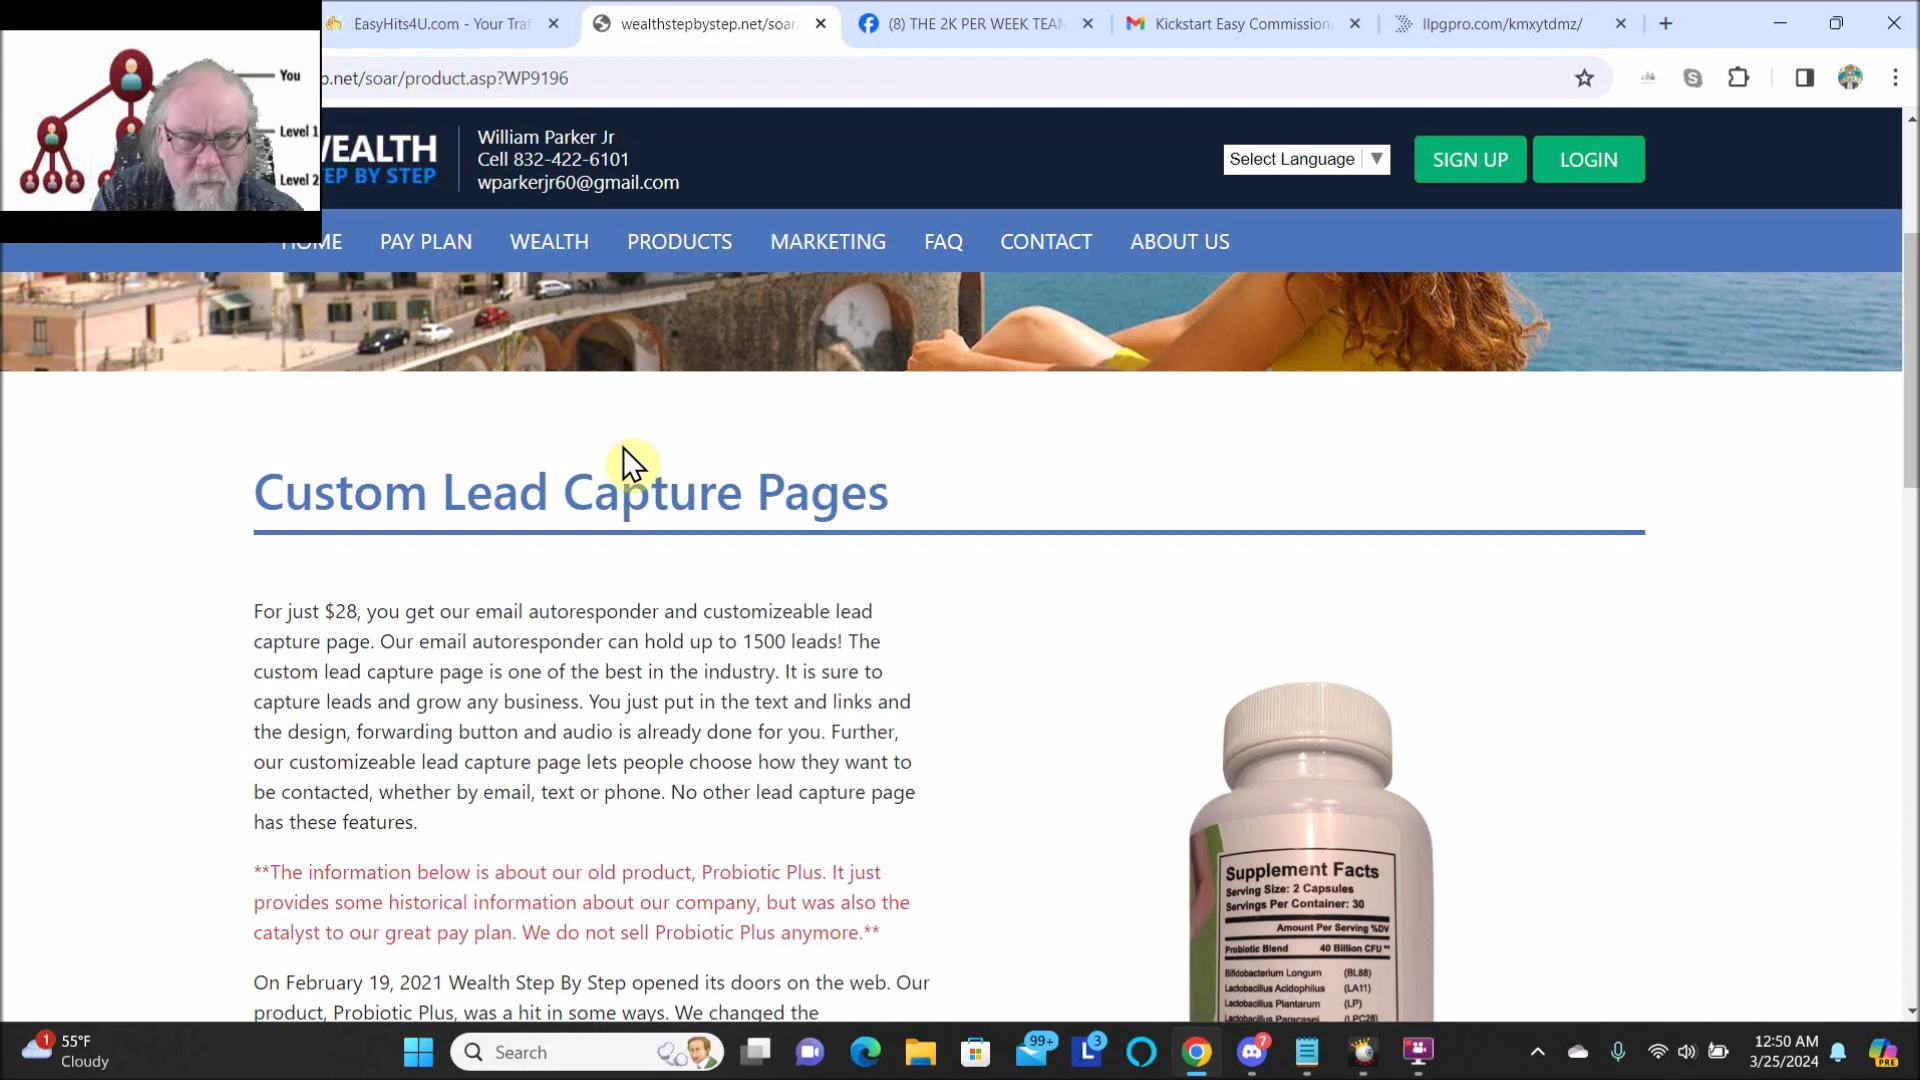 EasyHits4U.com - Your Traf
wealthstepbystep.net/soar
(8) THE 2K PER WEEK TEAM
Kickstart Easy Commissions
llpgpro.com/kmxytdmz/
.net/soar/product.asp?WP9196
You
Level 1
Level 2
WEALTH
STEP BY STEP
William Parker Jr
Cell 832-422-6101
wparkerjr60@gmail.com
Select Language
SIGN UP
LOGIN
HOME
PAY PLAN
WEALTH
PRODUCTS
MARKETING
FAQ
CONTACT
ABOUT US
Custom Lead Capture Pages
For just $28, you get our email autoresponder and customizeable lead
capture page. Our email autoresponder can hold up to 1500 leads! The
custom lead capture page is one of the best in the industry. It is sure to
capture leads and grow any business. You just put in the text and links and
the design, forwarding button and audio is already done for you. Further,
our customizeable lead capture page lets people choose how they want to
be contacted, whether by email, text or phone. No other lead capture page
has these features.
**The information below is about our old product, Probiotic Plus. It just
provides some historical information about our company, but was also the
catalyst to our great pay plan. We do not sell Probiotic Plus anymore.**
On February 19, 2021 Wealth Step By Step opened its doors on the web. Our
product, Probiotic Plus, was a hit in some ways. We changed the
Supplement Facts
Serving Size: 2 Capsules
Servings Per Container: 30
Amount Per Serving %DV
Probiotic Blend 40 Billion CFU **
Bifidobacterium Longum (BL88)
Lactobacillus Acidophilus (LA11)
Lactobacillus Plantarum (LP)
Lactobacillus Paracasei (LPC28)
1
55°F
Cloudy
Search
99+
L
3
7
12:50 AM
3/25/2024
PRE